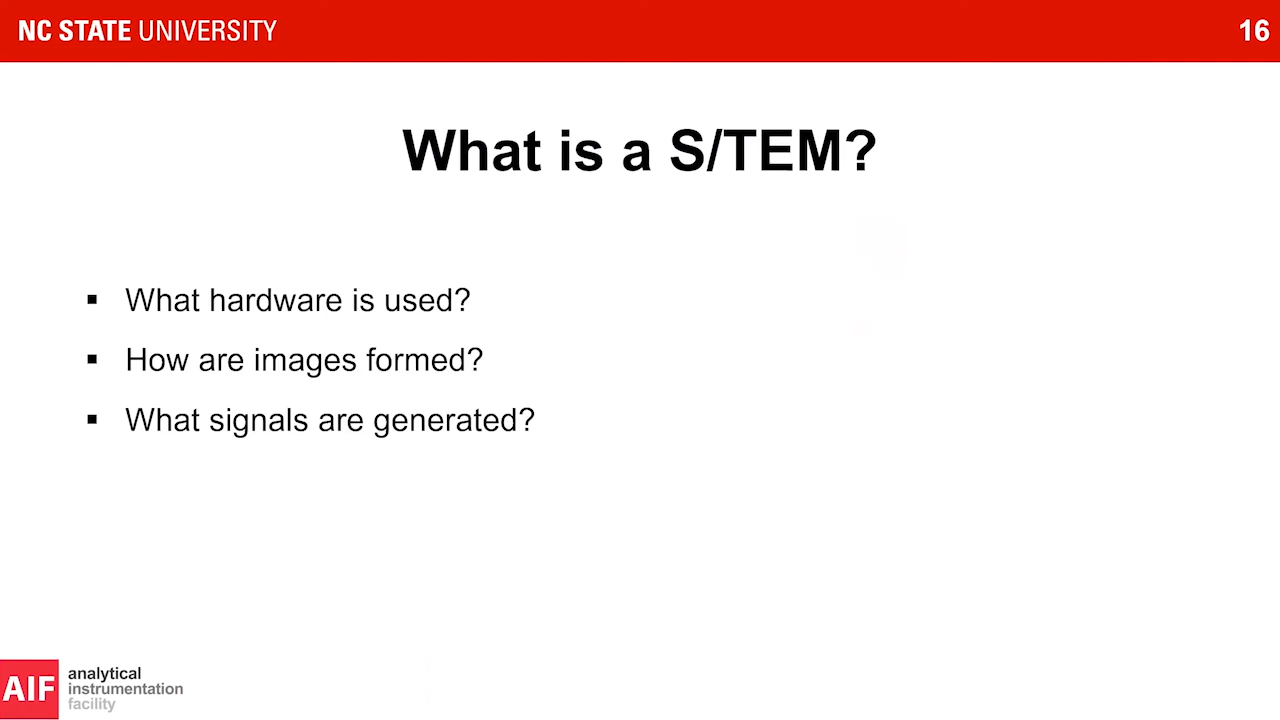 NC STATE UNIVERSITY
16
What is a S/TEM?
▪ What hardware is used?
▪ How are images formed?
▪ What signals are generated?
AIF
analytical
instrumentation
facility